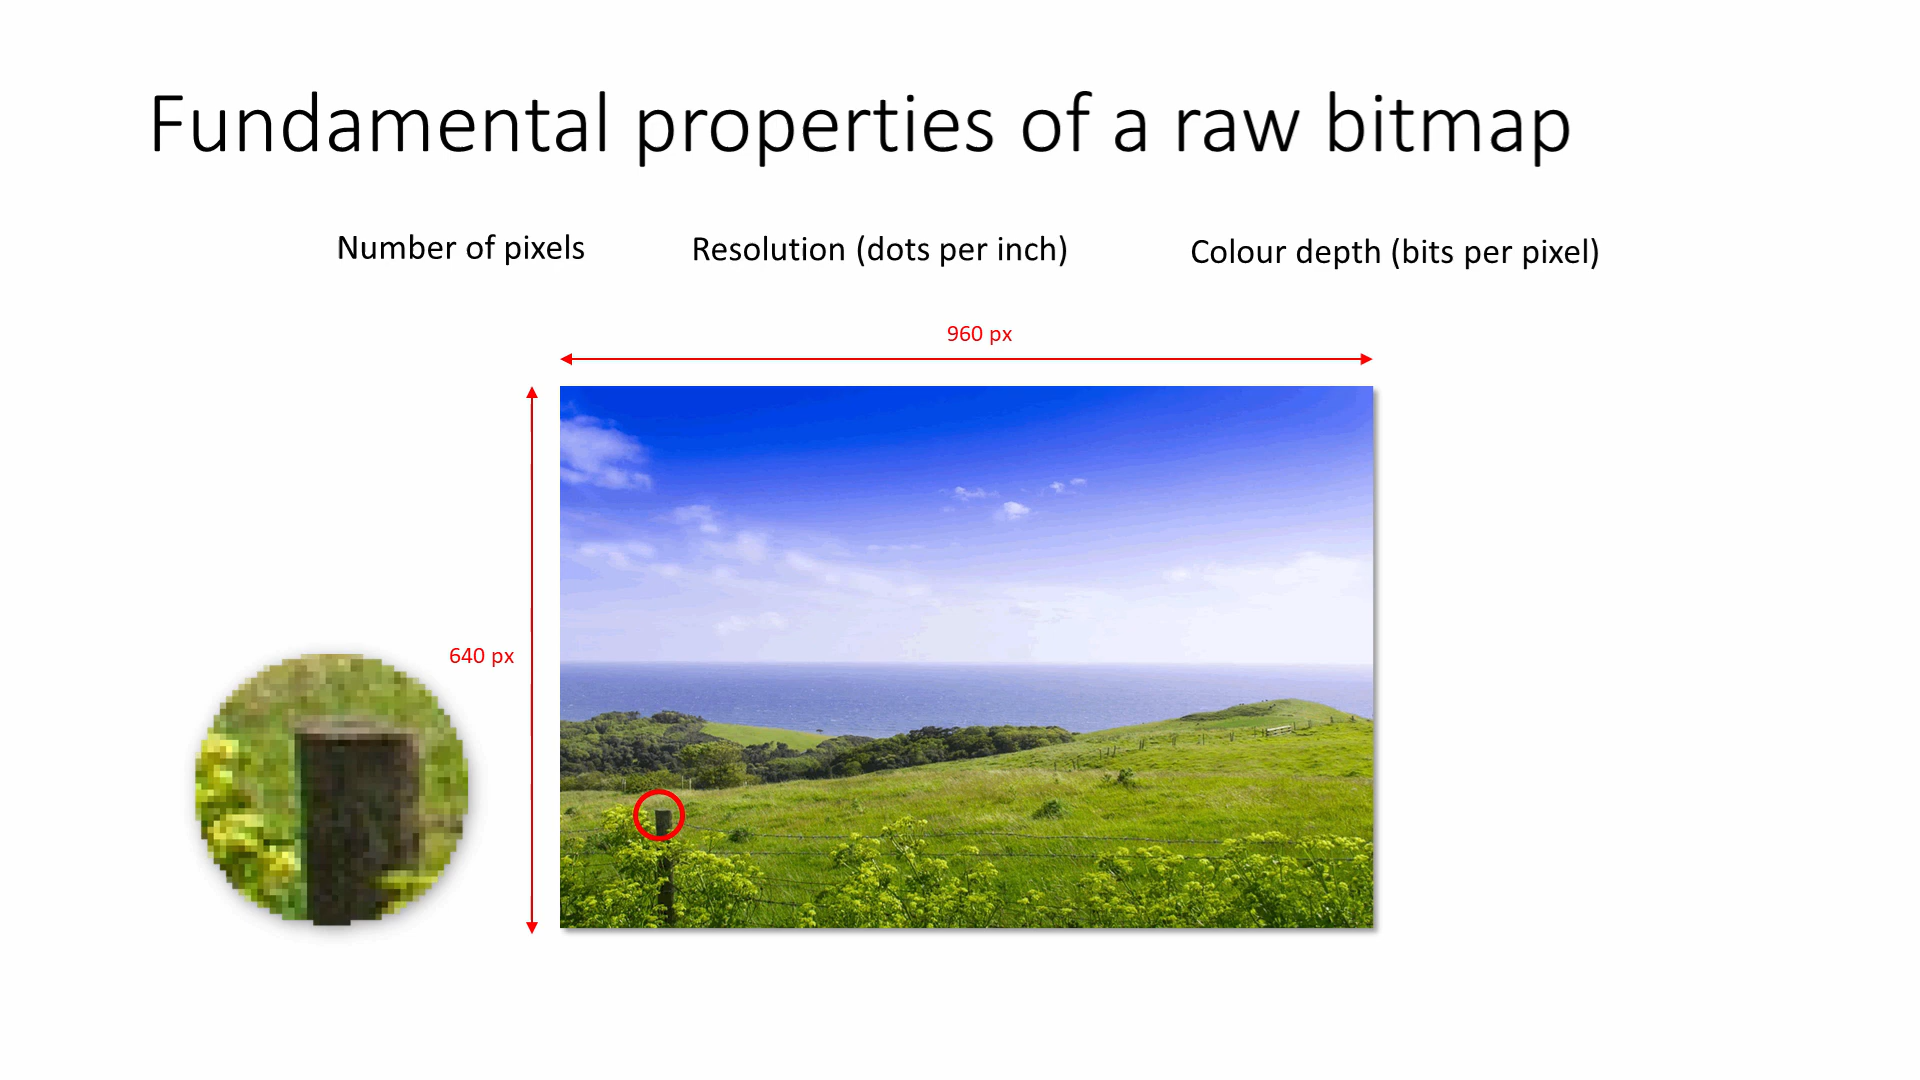 Fundamental properties of a raw bitmap
Number of pixels
Resolution (dots per inch)
Colour depth (bits per pixel)
960 px
640 px